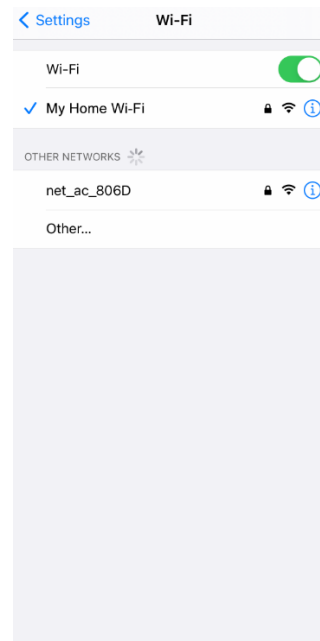 Settings
Wi-Fi
Wi-Fi
My Home Wi-Fi
OTHER NETWORKS
net_ac_806D
Other...